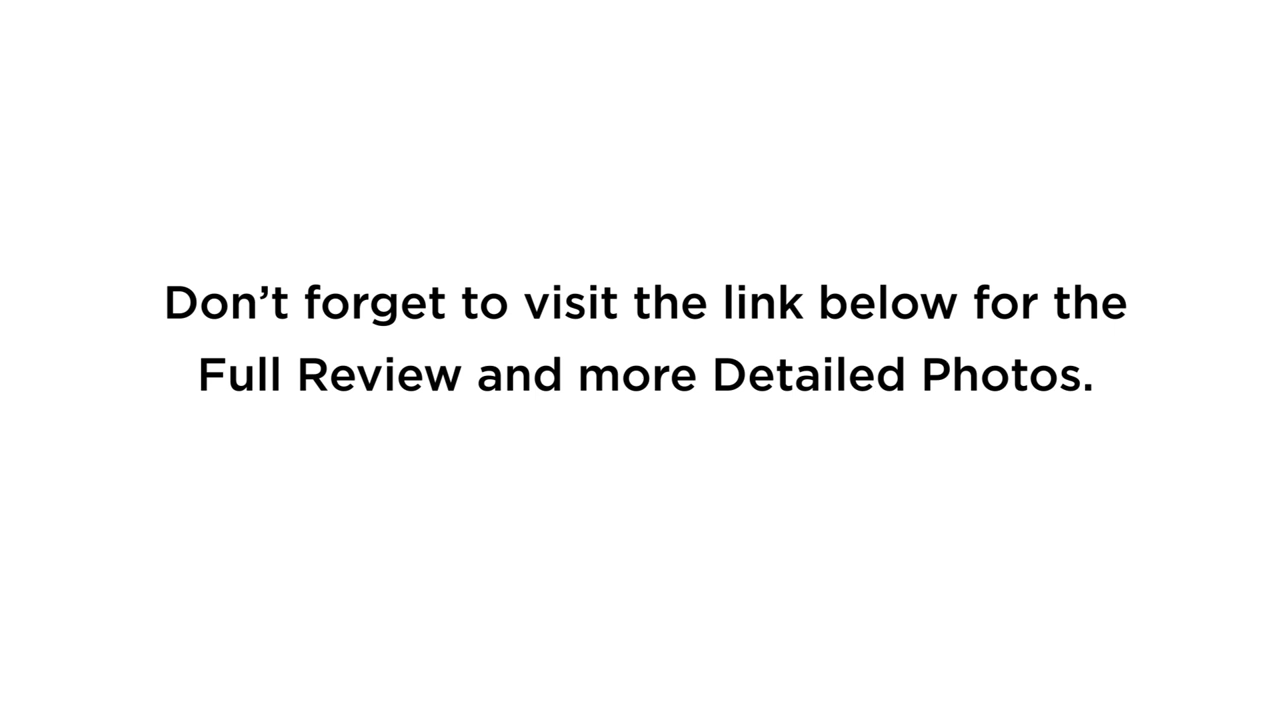 Don’t forget to visit the link below for the
Full Review and more Detailed Photos.